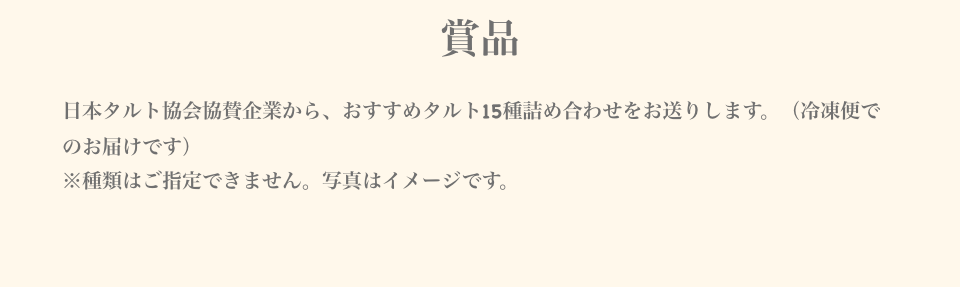 賞品
日本タルト協会協賛企業から、おすすめタルト15種詰め合わせをお送りします。（冷凍便で
のお届けです）
※種類はご指定できません。写真はイメージです。